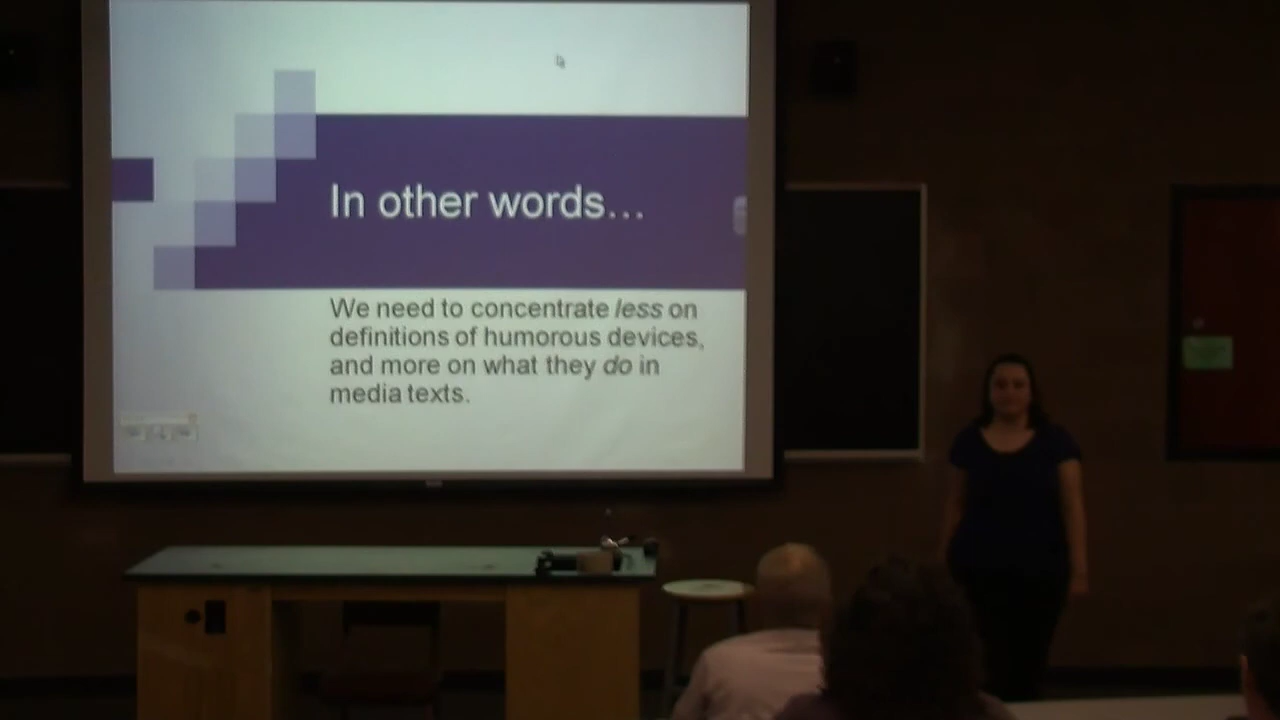 In other words…
We need to concentrate less on
definitions of humorous devices,
and more on what they do in
media texts.